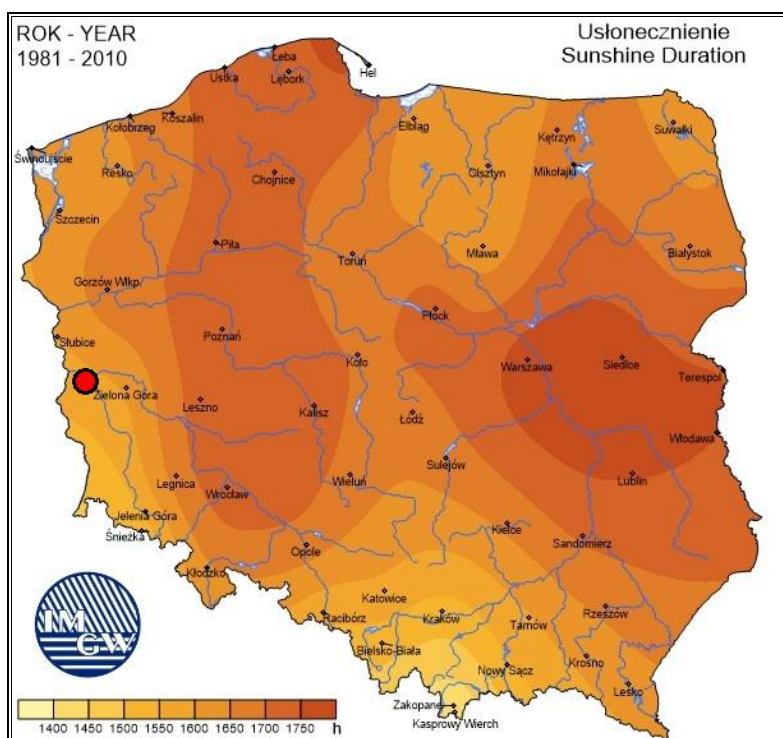 ROK - YEAR
1981 - 2010
Usłonecznienie
Sunshine Duration
Łeba
Hel
Ustka
Lębork
Koszalin
Kołobrzeg
Elbląg
Suwałki
Kętrzyn
Świnoujście
Resko
Chojnice
Olsztyn
Mikołajki
Szczecin
Piła
Toruń
Mława
Białystok
Gorzów Wlkp.
Płock
Słubice
Poznań
Koło
Warszawa
Siedlce
Terespol
Zielona Góra
Leszno
Kalisz
Łódź
Włodawa
Sulejów
Legnica
Wrocław
Wieluń
Lublin
Jelenia Góra
Śnieżka
Kielce
Opole
Sandomierz
Kłodzko
Katowice
Racibórz
Kraków
Tarnów
Rzeszów
Bielsko-Biała
Nowy Sącz
Krosno
Lesko
Zakopane
Kasprowy Wierch
IM
GW
1400 1450 1500 1550 1600 1650 1700 1750 h